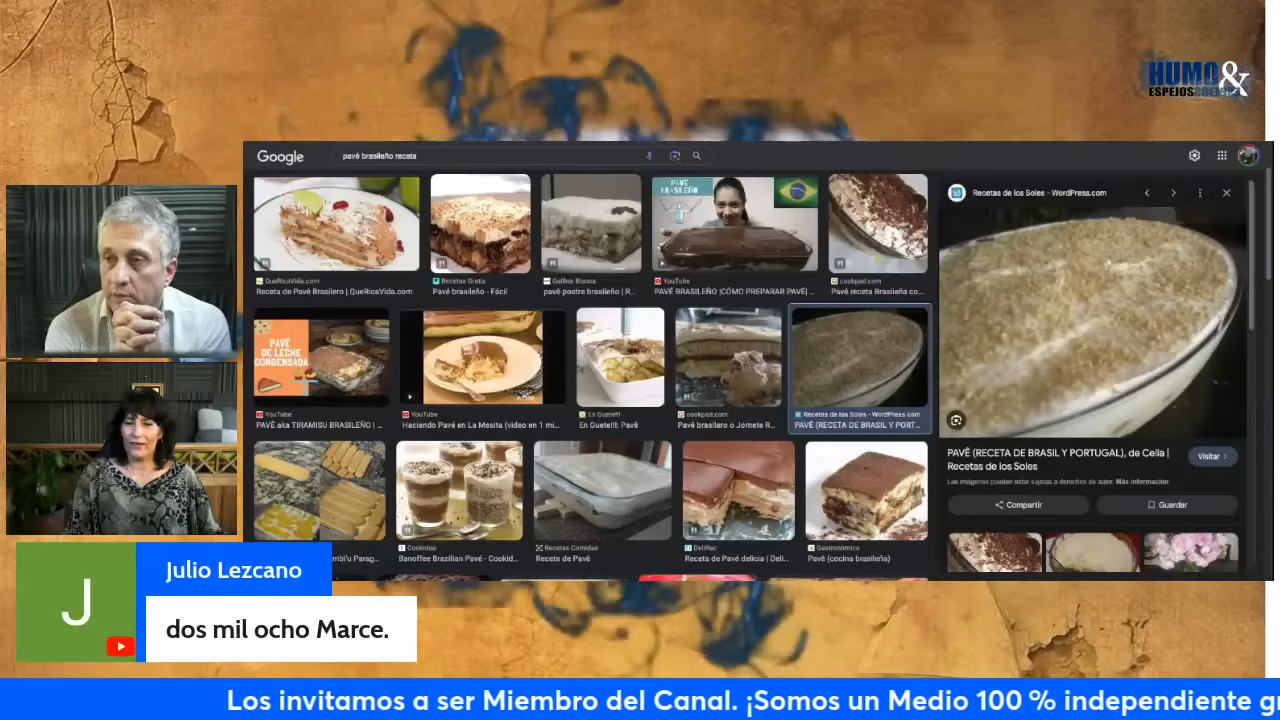 HUMO&
ESPEJOS
Google
pavê brasileño receta
PAVÊ
BRASILEÑO
QueRicaVida.com
Receta de Pavé Brasilero | QueRicaVida.com
Recetas Gratis
Pavé brasileño - Fácil
Gallina Blanca
pavé postre brasileño | R...
YouTube
PAVÊ BRASILEÑO ¡CÓMO PREPARAR PAVÊ| ...
cookpad.com
Pavé receta Brasileña co...
PAVÉ
DE LECHE
CONDENSADA
YouTube
PAVÉ aka TIRAMISU BRASILEÑO | ...
YouTube
Haciendo Pavé en La Mesita (video en 1 mi...
En Guete!!!
En Guete!!!: Pavê
cookpad.com
Pavé brasilero o Jornete R...
Recetas de los Soles - WordPress.com
PAVÊ (RECETA DE BRASIL Y PORT...
Cookidoo
Banoffee Brazilian Pavé - Cookid...
Recetas Comidas
Receta de Pavé
DeliRec
Receta de Pavé delicia | Deli...
Gastronómico
Pavê (cocina brasileña)
Recetas de los Soles - WordPress.com
PAVÊ (RECETA DE BRASIL Y PORTUGAL), de Celia |
Recetas de los Soles
Visitar
Las imágenes pueden estar sujetas a derechos de autor. Más información
Compartir
Guardar
J
Julio Lezcano
dos mil ocho Marce.
Los invitamos a ser Miembro del Canal. ¡Somos un Medio 100 % independiente g